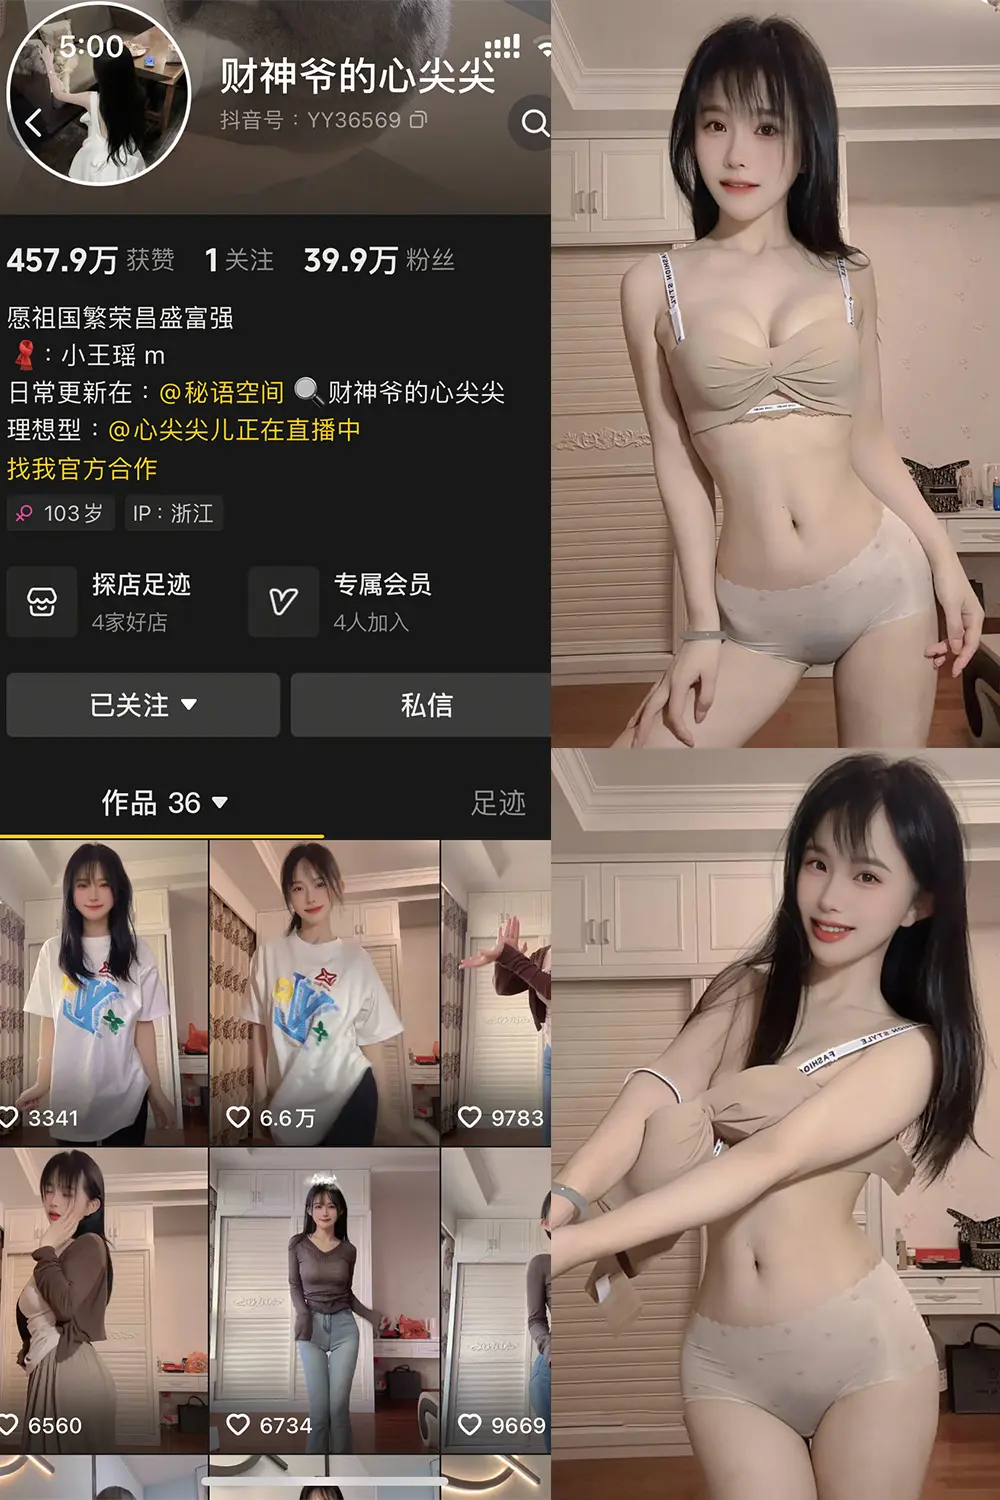 5:00
财神爷的心尖尖
抖音号：YY36569
457.9万 获赞 1 关注 39.9万 粉丝
愿祖国繁荣昌盛富强
：小王瑶 m
日常更新在：@秘语空间 财神爷的心尖尖
理想型：@心尖尖儿正在直播中
找我官方合作
103岁 IP：浙江
探店足迹 专属会员
4家好店 4人加入
已关注 私信
作品 36 足迹
3341 6.6万 9783
6560 6734 9669
FASHION STYLE